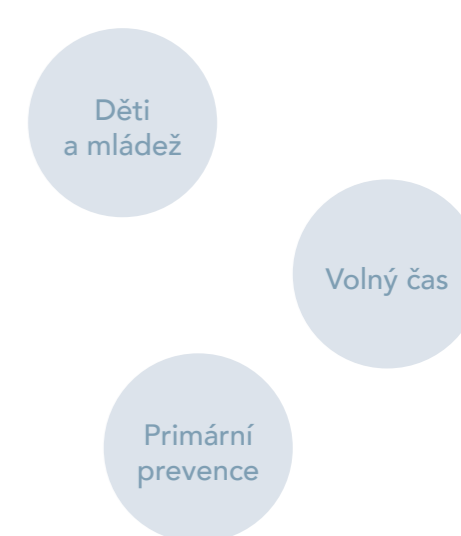 Děti
a mládež
Volný čas
Primární
prevence